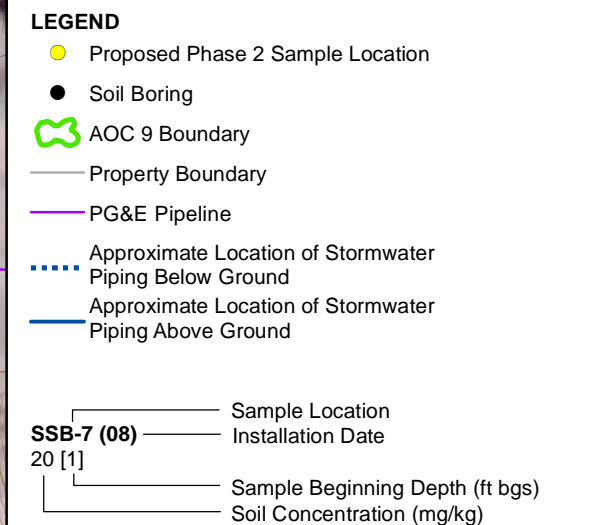 LEGEND
Proposed Phase 2 Sample Location
Soil Boring
AOC 9 Boundary
Property Boundary
PG&E Pipeline
Approximate Location of Stormwater
Piping Below Ground
Approximate Location of Stormwater
Piping Above Ground
Sample Location
SSB-7 (08) Installation Date
20 [1]
Sample Beginning Depth (ft bgs)
Soil Concentration (mg/kg)